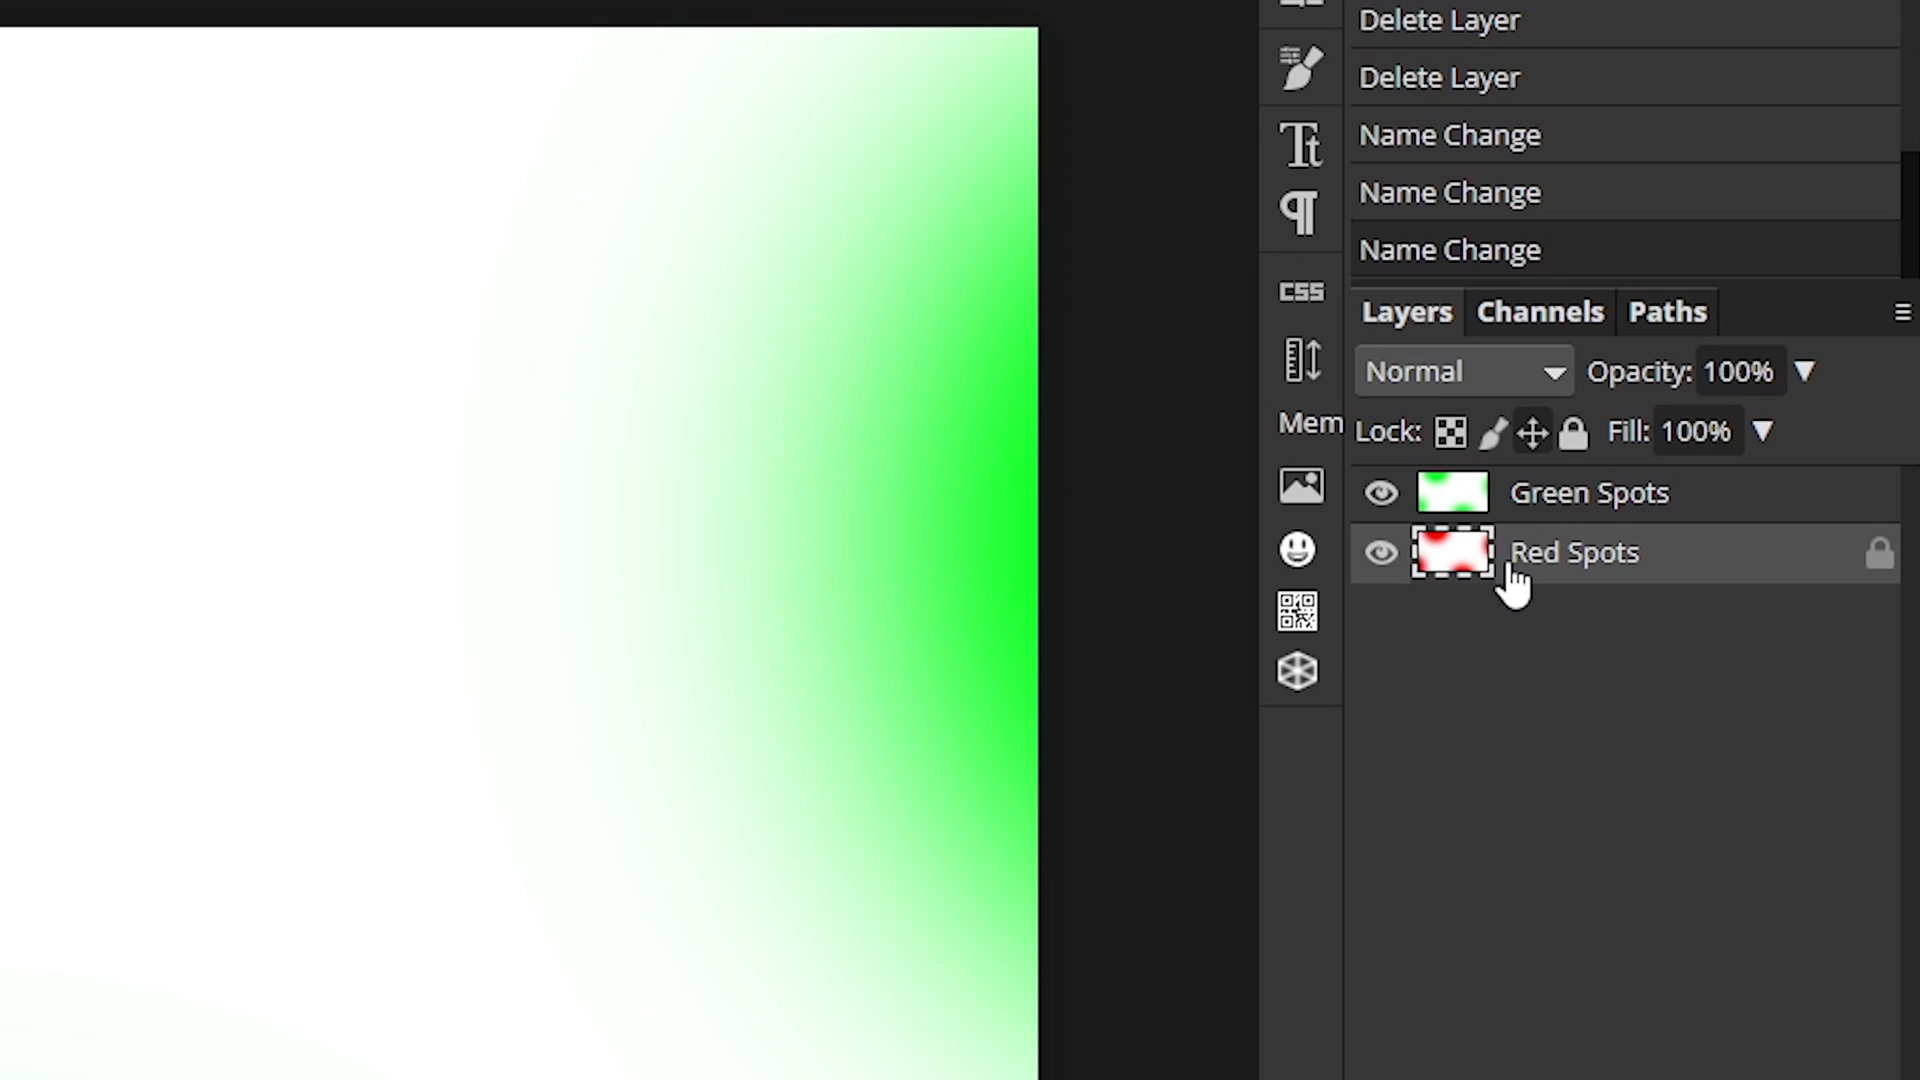 Delete Layer
Delete Layer
Name Change
Name Change
Name Change
CSS
Mem
Layers Channels Paths
Normal Opacity: 100%
Lock: Fill: 100%
Green Spots
Red Spots